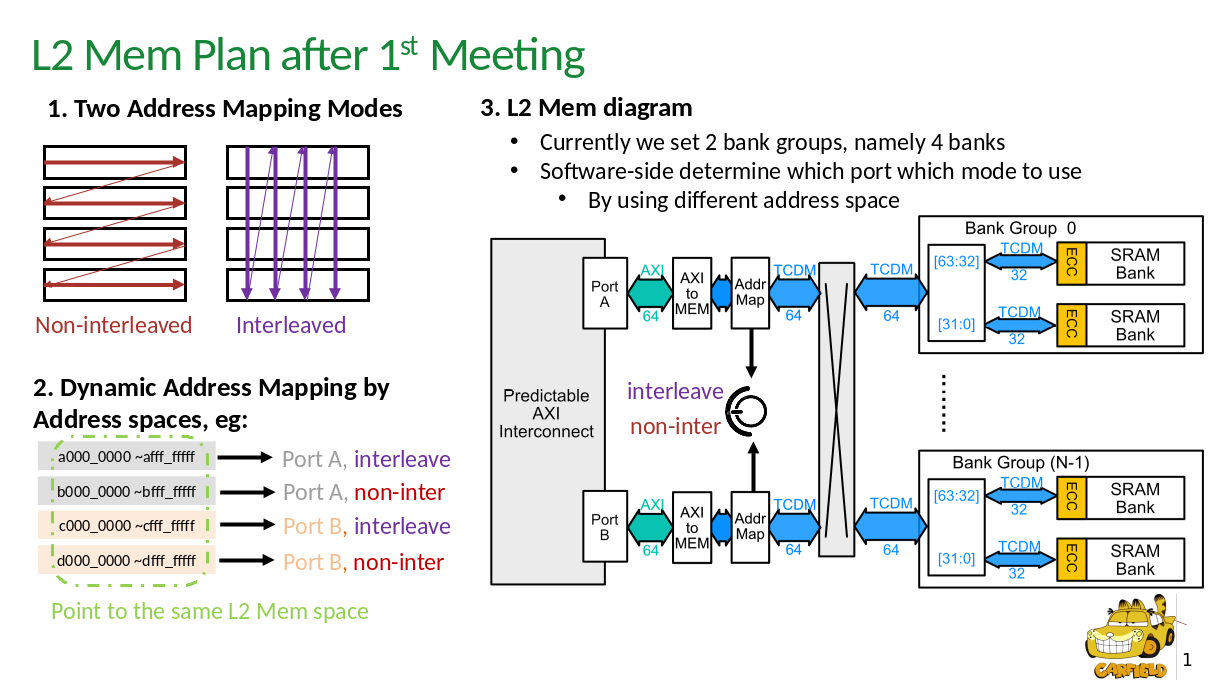 L2 Mem Plan after 1st Meeting
1. Two Address Mapping Modes
Non-interleaved
Interleaved
2. Dynamic Address Mapping by
Address spaces, eg:
a000_0000 ~afff_fffff
Port A, interleave
b000_0000 ~bfff_fffff
Port A, non-inter
c000_0000 ~cfff_fffff
Port B, interleave
d000_0000 ~dfff_fffff
Port B, non-inter
Point to the same L2 Mem space
3. L2 Mem diagram
• Currently we set 2 bank groups, namely 4 banks
• Software-side determine which port which mode to use
• By using different address space
Predictable
AXI
Interconnect
Port
A
AXI
64
AXI
to
MEM
Addr
Map
TCDM
64
TCDM
64
Bank Group 0
[63:32]
TCDM
32
ECC
SRAM
Bank
[31:0]
TCDM
32
ECC
SRAM
Bank
interleave
non-inter
Port
B
AXI
64
AXI
to
MEM
Addr
Map
TCDM
64
TCDM
64
Bank Group (N-1)
[63:32]
TCDM
32
ECC
SRAM
Bank
[31:0]
TCDM
32
ECC
SRAM
Bank
CARFIELD
1